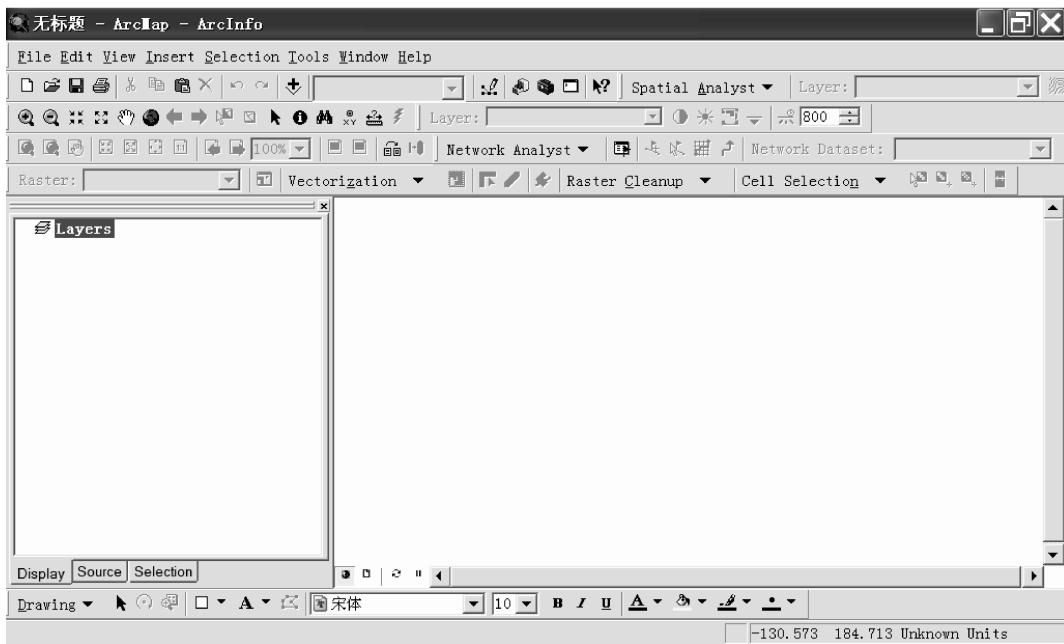 无标题 - ArcMap - ArcInfo
File Edit View Insert Selection Tools Window Help
Spatial Analyst Layer:
Layer: 800
100% Network Analyst Network Dataset:
Raster: Vectorization Raster Cleanup Cell Selection
Layers
Display Source Selection
Drawing A 宋体 10 B I U A
-130.573 184.713 Unknown Units